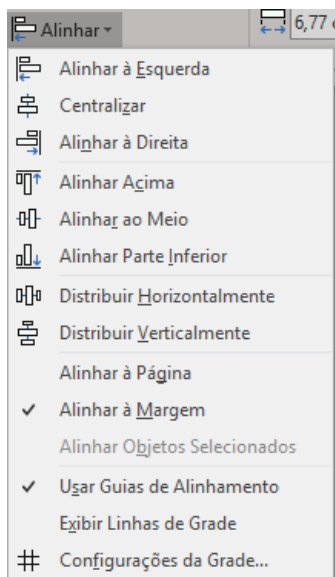 Alinhar
6,77
Alinhar à Esquerda
Centralizar
Alinhar à Direita
Alinhar Acima
Alinhar ao Meio
Alinhar Parte Inferior
Distribuir Horizontalmente
Distribuir Verticalmente
Alinhar à Página
Alinhar à Margem
Alinhar Objetos Selecionados
Usar Guias de Alinhamento
Exibir Linhas de Grade
Configurações da Grade...